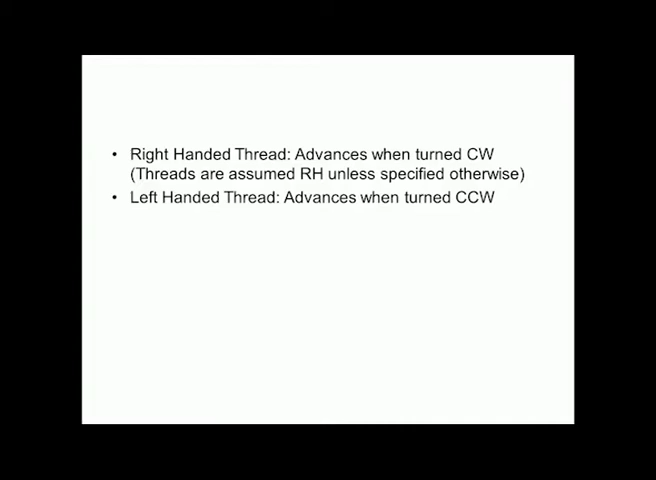 • Right Handed Thread: Advances when turned CW
(Threads are assumed RH unless specified otherwise)
• Left Handed Thread: Advances when turned CCW